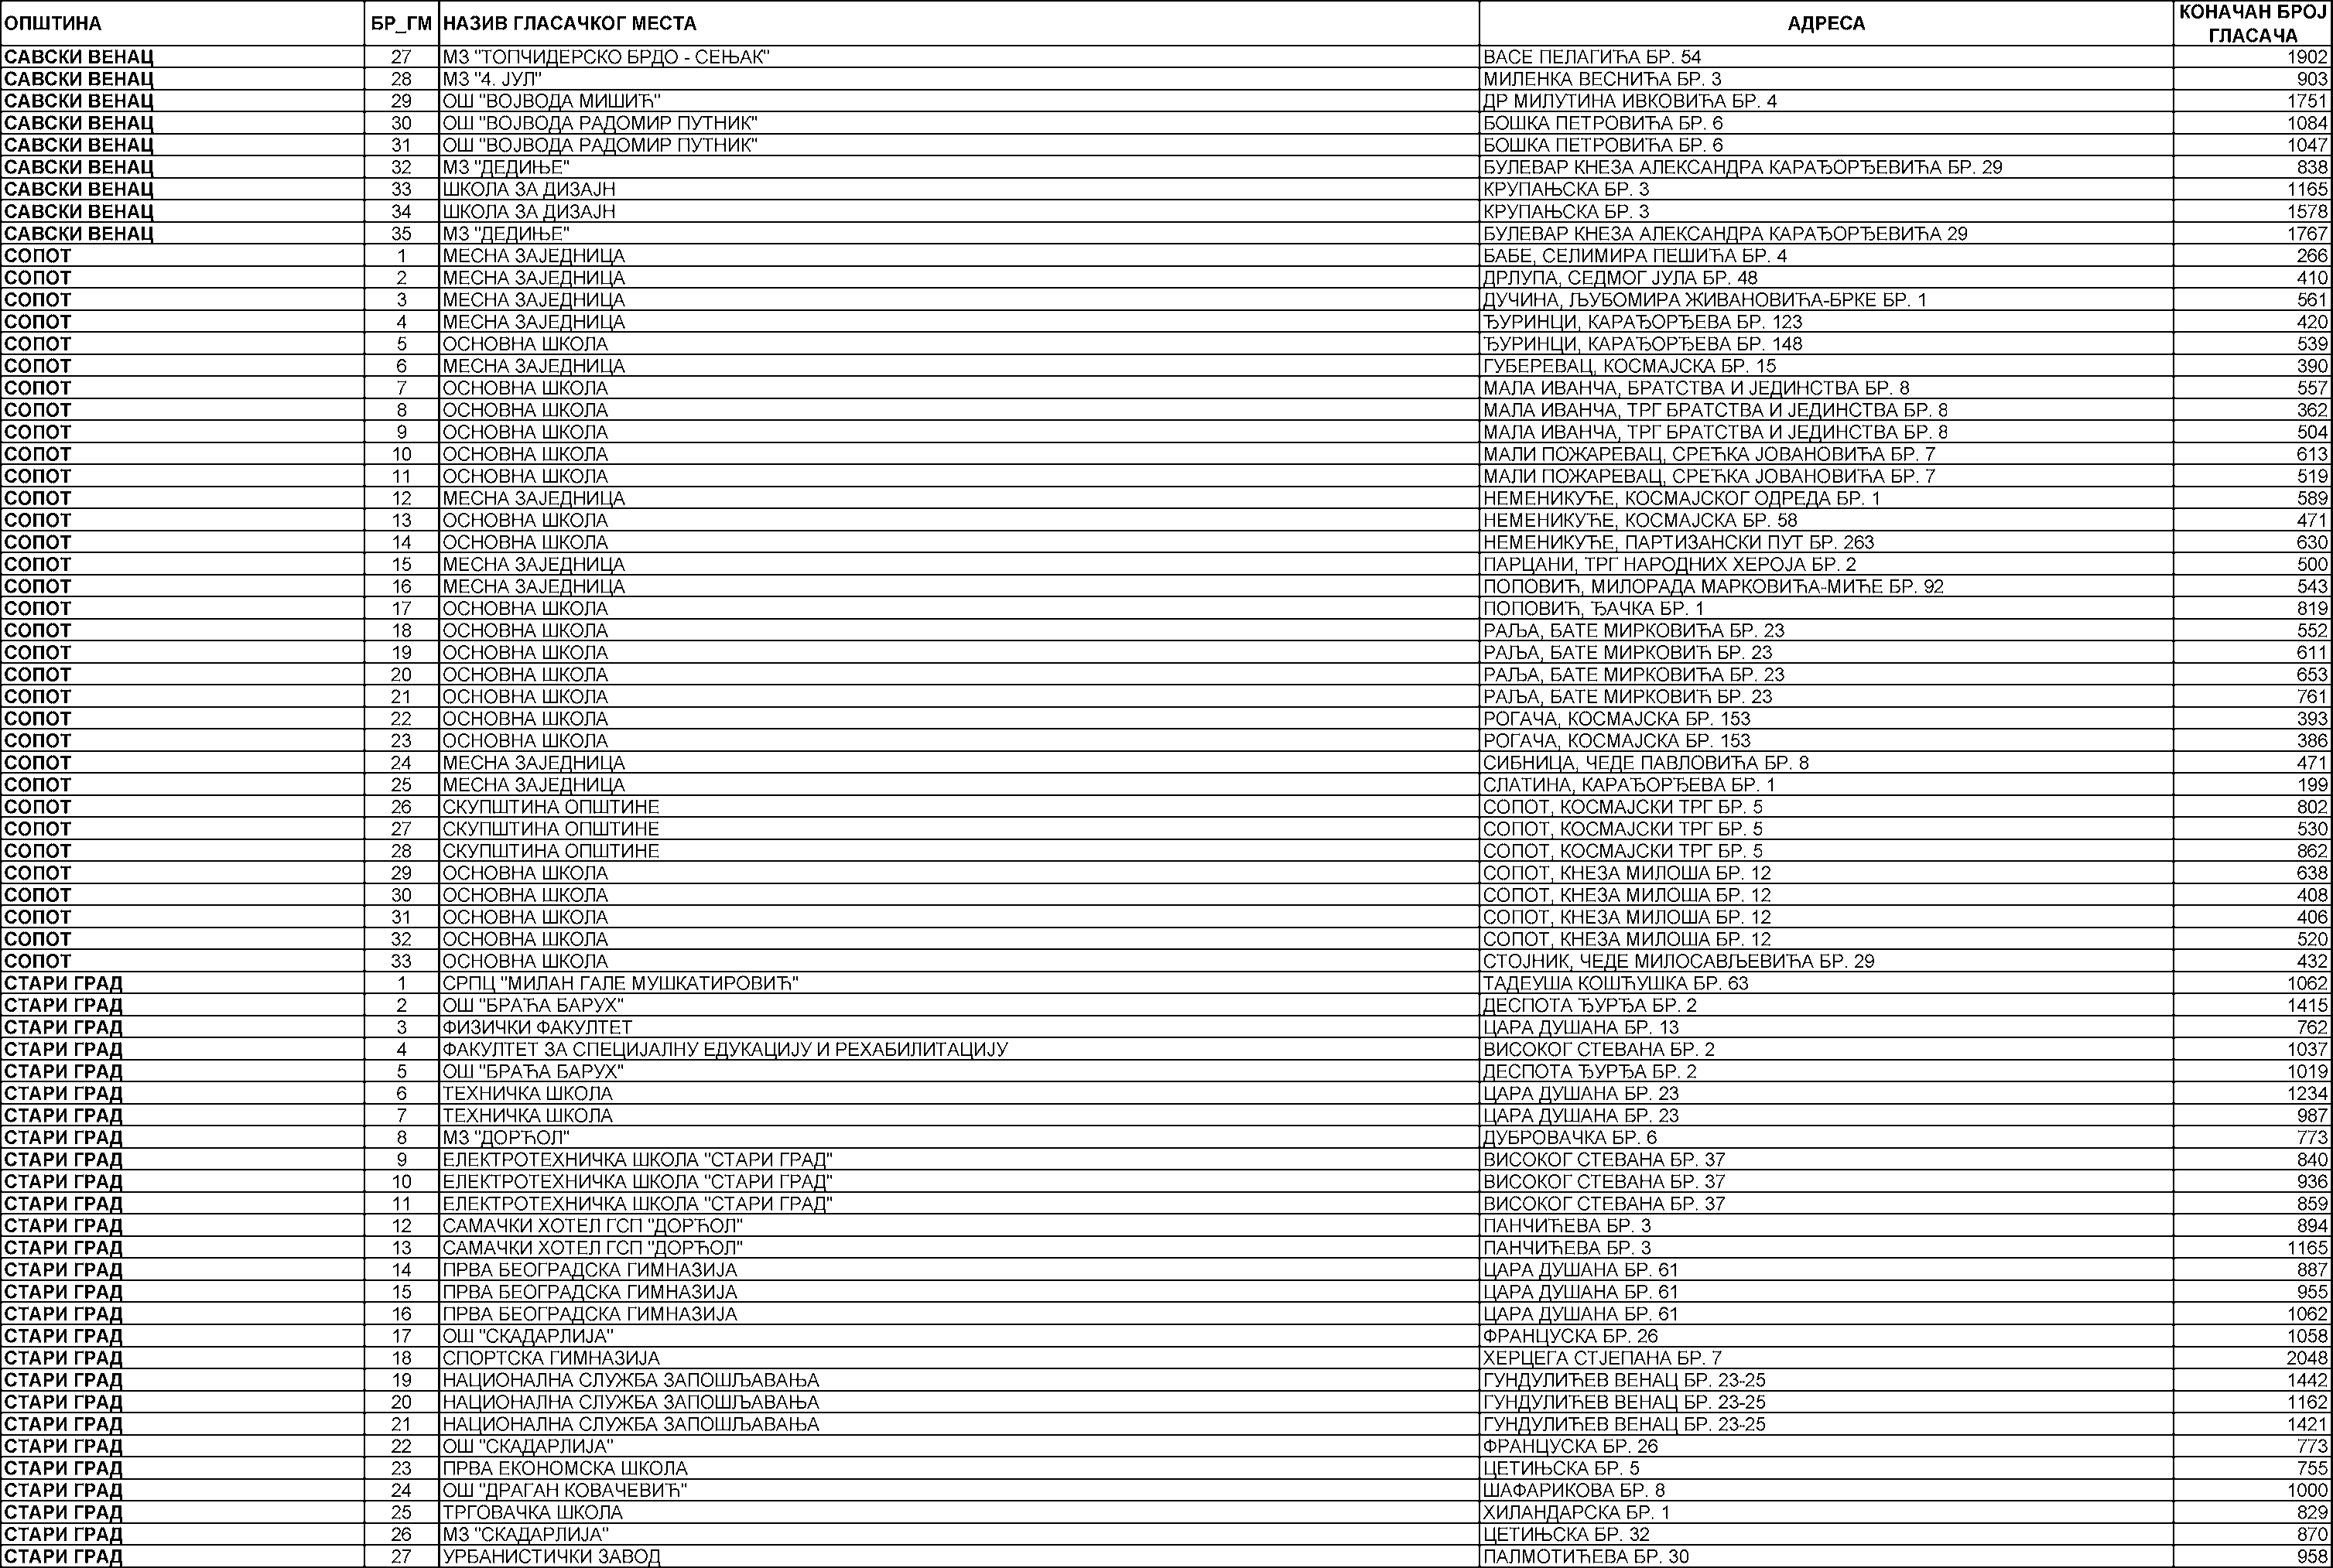 ОПШТИНА БР_ГМ НАЗИВ ГЛАСАЧКОГ МЕСТА АДРЕСА КОНАЧАН БРОЈ ГЛАСАЧА
САВСКИ ВЕНАЦ 27 МЗ "ТОПЧИДЕРСКО БРДО - СЕЊАК" ВАСЕ ПЕЛАГИЋА БР. 54 1902
САВСКИ ВЕНАЦ 28 МЗ "4. ЈУЛ" МИЛЕНКА ВЕСНИЋА БР. 3 903
САВСКИ ВЕНАЦ 29 ОШ "ВОЈВОДА МИШИЋ" ДР МИЛУТИНА ИВКОВИЋА БР. 4 1751
САВСКИ ВЕНАЦ 30 ОШ "ВОЈВОДА РАДОМИР ПУТНИК" БОШКА ПЕТРОВИЋА БР. 6 1084
САВСКИ ВЕНАЦ 31 ОШ "ВОЈВОДА РАДОМИР ПУТНИК" БОШКА ПЕТРОВИЋА БР. 6 1047
САВСКИ ВЕНАЦ 32 МЗ "ДЕДИЊЕ" БУЛЕВАР КНЕЗА АЛЕКСАНДРА КАРАЂОРЂЕВИЋА БР. 29 838
САВСКИ ВЕНАЦ 33 ШКОЛА ЗА ДИЗАЈН КРУПАЊСКА БР. 3 1165
САВСКИ ВЕНАЦ 34 ШКОЛА ЗА ДИЗАЈН КРУПАЊСКА БР. 3 1578
САВСКИ ВЕНАЦ 35 МЗ "ДЕДИЊЕ" БУЛЕВАР КНЕЗА АЛЕКСАНДРА КАРАЂОРЂЕВИЋА 29 1767
СОПОТ 1 МЕСНА ЗАЈЕДНИЦА БАБЕ, СЕЛИМИРА ПЕШИЋА БР. 4 266
СОПОТ 2 МЕСНА ЗАЈЕДНИЦА ДРЛУПА, СЕДМОГ ЈУЛА БР. 48 410
СОПОТ 3 МЕСНА ЗАЈЕДНИЦА ДУЧИНА, ЉУБОМИРА ЖИВАНОВИЋА-БРКЕ БР. 1 561
СОПОТ 4 МЕСНА ЗАЈЕДНИЦА ЂУРИНЦИ, КАРАЂОРЂЕВА БР. 123 420
СОПОТ 5 ОСНОВНА ШКОЛА ЂУРИНЦИ, КАРАЂОРЂЕВА БР. 148 539
СОПОТ 6 МЕСНА ЗАЈЕДНИЦА ГУБЕРЕВАЦ, КОСМАЈСКА БР. 15 390
СОПОТ 7 ОСНОВНА ШКОЛА МАЛА ИВАНЧА, БРАТСТВА И ЈЕДИНСТВА БР. 8 557
СОПОТ 8 ОСНОВНА ШКОЛА МАЛА ИВАНЧА, ТРГ БРАТСТВА И ЈЕДИНСТВА БР. 8 362
СОПОТ 9 ОСНОВНА ШКОЛА МАЛА ИВАНЧА, ТРГ БРАТСТВА И ЈЕДИНСТВА БР. 8 504
СОПОТ 10 ОСНОВНА ШКОЛА МАЛИ ПОЖАРЕВАЦ, СРЕЋКА ЈОВАНОВИЋА БР. 7 613
СОПОТ 11 ОСНОВНА ШКОЛА МАЛИ ПОЖАРЕВАЦ, СРЕЋКА ЈОВАНОВИЋА БР. 7 519
СОПОТ 12 МЕСНА ЗАЈЕДНИЦА НЕМЕНИКУЋЕ, КОСМАЈСКОГ ОДРЕДА БР. 1 589
СОПОТ 13 ОСНОВНА ШКОЛА НЕМЕНИКУЋЕ, КОСМАЈСКА БР. 58 471
СОПОТ 14 ОСНОВНА ШКОЛА НЕМЕНИКУЋЕ, ПАРТИЗАНСКИ ПУТ БР. 263 630
СОПОТ 15 МЕСНА ЗАЈЕДНИЦА ПАРЦАНИ, ТРГ НАРОДНИХ ХЕРОЈА БР. 2 500
СОПОТ 16 МЕСНА ЗАЈЕДНИЦА ПОПОВИЋ, МИЛОРАДА МАРКОВИЋА-МИЋЕ БР. 92 543
СОПОТ 17 ОСНОВНА ШКОЛА ПОПОВИЋ, ЂАЧКА БР. 1 819
СОПОТ 18 ОСНОВНА ШКОЛА РАЉА, БАТЕ МИРКОВИЋА БР. 23 552
СОПОТ 19 ОСНОВНА ШКОЛА РАЉА, БАТЕ МИРКОВИЋ БР. 23 611
СОПОТ 20 ОСНОВНА ШКОЛА РАЉА, БАТЕ МИРКОВИЋА БР. 23 653
СОПОТ 21 ОСНОВНА ШКОЛА РАЉА, БАТЕ МИРКОВИЋ БР. 23 761
СОПОТ 22 ОСНОВНА ШКОЛА РОГАЧА, КОСМАЈСКА БР. 153 393
СОПОТ 23 ОСНОВНА ШКОЛА РОГАЧА, КОСМАЈСКА БР. 153 386
СОПОТ 24 МЕСНА ЗАЈЕДНИЦА СИБНИЦА, ЧЕДЕ ПАВЛОВИЋА БР. 8 471
СОПОТ 25 МЕСНА ЗАЈЕДНИЦА СЛАТИНА, КАРАЂОРЂЕВА БР. 1 199
СОПОТ 26 СКУПШТИНА ОПШТИНЕ СОПОТ, КОСМАЈСКИ ТРГ БР. 5 802
СОПОТ 27 СКУПШТИНА ОПШТИНЕ СОПОТ, КОСМАЈСКИ ТРГ БР. 5 530
СОПОТ 28 СКУПШТИНА ОПШТИНЕ СОПОТ, КОСМАЈСКИ ТРГ БР. 5 862
СОПОТ 29 ОСНОВНА ШКОЛА СОПОТ, КНЕЗА МИЛОША БР. 12 638
СОПОТ 30 ОСНОВНА ШКОЛА СОПОТ, КНЕЗА МИЛОША БР. 12 408
СОПОТ 31 ОСНОВНА ШКОЛА СОПОТ, КНЕЗА МИЛОША БР. 12 406
СОПОТ 32 ОСНОВНА ШКОЛА СОПОТ, КНЕЗА МИЛОША БР. 12 520
СОПОТ 33 ОСНОВНА ШКОЛА СТОЈНИК, ЧЕДЕ МИЛОСАВЉЕВИЋА БР. 29 432
СТАРИ ГРАД 1 СРПЦ "МИЛАН ГАЛЕ МУШКАТИРОВИЋ" ТАДЕУША КОШЋУШКА БР. 63 1062
СТАРИ ГРАД 2 ОШ "БРАЋА БАРУХ" ДЕСПОТА ЂУРЂА БР. 2 1415
СТАРИ ГРАД 3 ФИЗИЧКИ ФАКУЛТЕТ ЦАРА ДУШАНА БР. 13 762
СТАРИ ГРАД 4 ФАКУЛТЕТ ЗА СПЕЦИЈАЛНУ ЕДУКАЦИЈУ И РЕХАБИЛИТАЦИЈУ ВИСОКОГ СТЕВАНА БР. 2 1037
СТАРИ ГРАД 5 ОШ "БРАЋА БАРУХ" ДЕСПОТА ЂУРЂА БР. 2 1019
СТАРИ ГРАД 6 ТЕХНИЧКА ШКОЛА ЦАРА ДУШАНА БР. 23 1234
СТАРИ ГРАД 7 ТЕХНИЧКА ШКОЛА ЦАРА ДУШАНА БР. 23 987
СТАРИ ГРАД 8 МЗ "ДОРЋОЛ" ДУБРОВАЧКА БР. 6 773
СТАРИ ГРАД 9 ЕЛЕКТРОТЕХНИЧКА ШКОЛА "СТАРИ ГРАД" ВИСОКОГ СТЕВАНА БР. 37 840
СТАРИ ГРАД 10 ЕЛЕКТРОТЕХНИЧКА ШКОЛА "СТАРИ ГРАД" ВИСОКОГ СТЕВАНА БР. 37 936
СТАРИ ГРАД 11 ЕЛЕКТРОТЕХНИЧКА ШКОЛА "СТАРИ ГРАД" ВИСОКОГ СТЕВАНА БР. 37 859
СТАРИ ГРАД 12 САМАЧКИ ХОТЕЛ ГСП "ДОРЋОЛ" ПАНЧИЋЕВА БР. 3 894
СТАРИ ГРАД 13 САМАЧКИ ХОТЕЛ ГСП "ДОРЋОЛ" ПАНЧИЋЕВА БР. 3 1165
СТАРИ ГРАД 14 ПРВА БЕОГРАДСКА ГИМНАЗИЈА ЦАРА ДУШАНА БР. 61 887
СТАРИ ГРАД 15 ПРВА БЕОГРАДСКА ГИМНАЗИЈА ЦАРА ДУШАНА БР. 61 955
СТАРИ ГРАД 16 ПРВА БЕОГРАДСКА ГИМНАЗИЈА ЦАРА ДУШАНА БР. 61 1062
СТАРИ ГРАД 17 ОШ "СКАДАРЛИЈА" ФРАНЦУСКА БР. 26 1058
СТАРИ ГРАД 18 СПОРТСКА ГИМНАЗИЈА ХЕРЦЕГА СТЈЕПАНА БР. 7 2048
СТАРИ ГРАД 19 НАЦИОНАЛНА СЛУЖБА ЗАПОШЉАВАЊА ГУНДУЛИЋЕВ ВЕНАЦ БР. 23-25 1442
СТАРИ ГРАД 20 НАЦИОНАЛНА СЛУЖБА ЗАПОШЉАВАЊА ГУНДУЛИЋЕВ ВЕНАЦ БР. 23-25 1162
СТАРИ ГРАД 21 НАЦИОНАЛНА СЛУЖБА ЗАПОШЉАВАЊА ГУНДУЛИЋЕВ ВЕНАЦ БР. 23-25 1421
СТАРИ ГРАД 22 ОШ "СКАДАРЛИЈА" ФРАНЦУСКА БР. 26 773
СТАРИ ГРАД 23 ПРВА ЕКОНОМСКА ШКОЛА ЦЕТИЊСКА БР. 5 755
СТАРИ ГРАД 24 ОШ "ДРАГАН КОВАЧЕВИЋ" ШАФАРИКОВА БР. 8 1000
СТАРИ ГРАД 25 ТРГОВАЧКА ШКОЛА ХИЛАНДАРСКА БР. 1 829
СТАРИ ГРАД 26 МЗ "СКАДАРЛИЈА" ЦЕТИЊСКА БР. 32 870
СТАРИ ГРАД 27 УРБАНИСТИЧКИ ЗАВОД ПАЛМОТИЋЕВА БР. 30 958